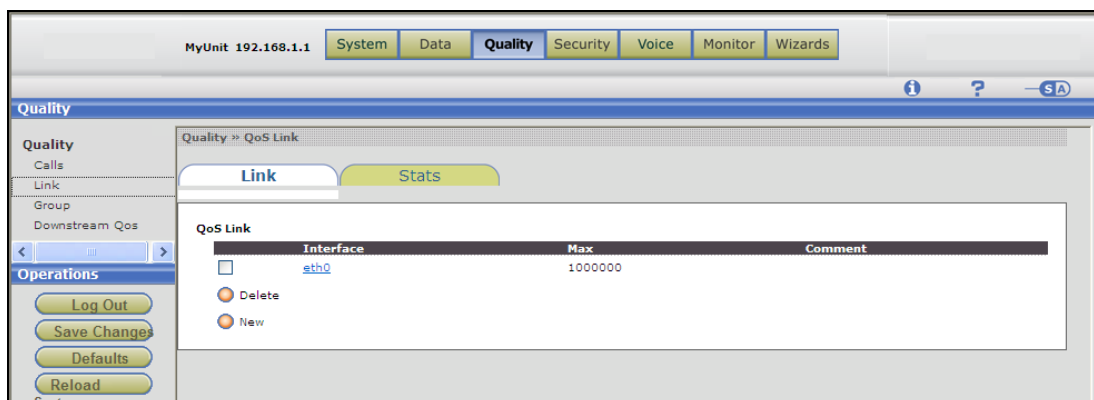 MyUnit 192.168.1.1 System Data Quality Security Voice Monitor Wizards
i ? S A
Quality
Quality
Calls
Link
Group
Downstream Qos
Operations
Log Out
Save Changes
Defaults
Reload
Quality » QoS Link
Link Stats
QoS Link
Interface Max Comment
eth0 1000000
Delete
New